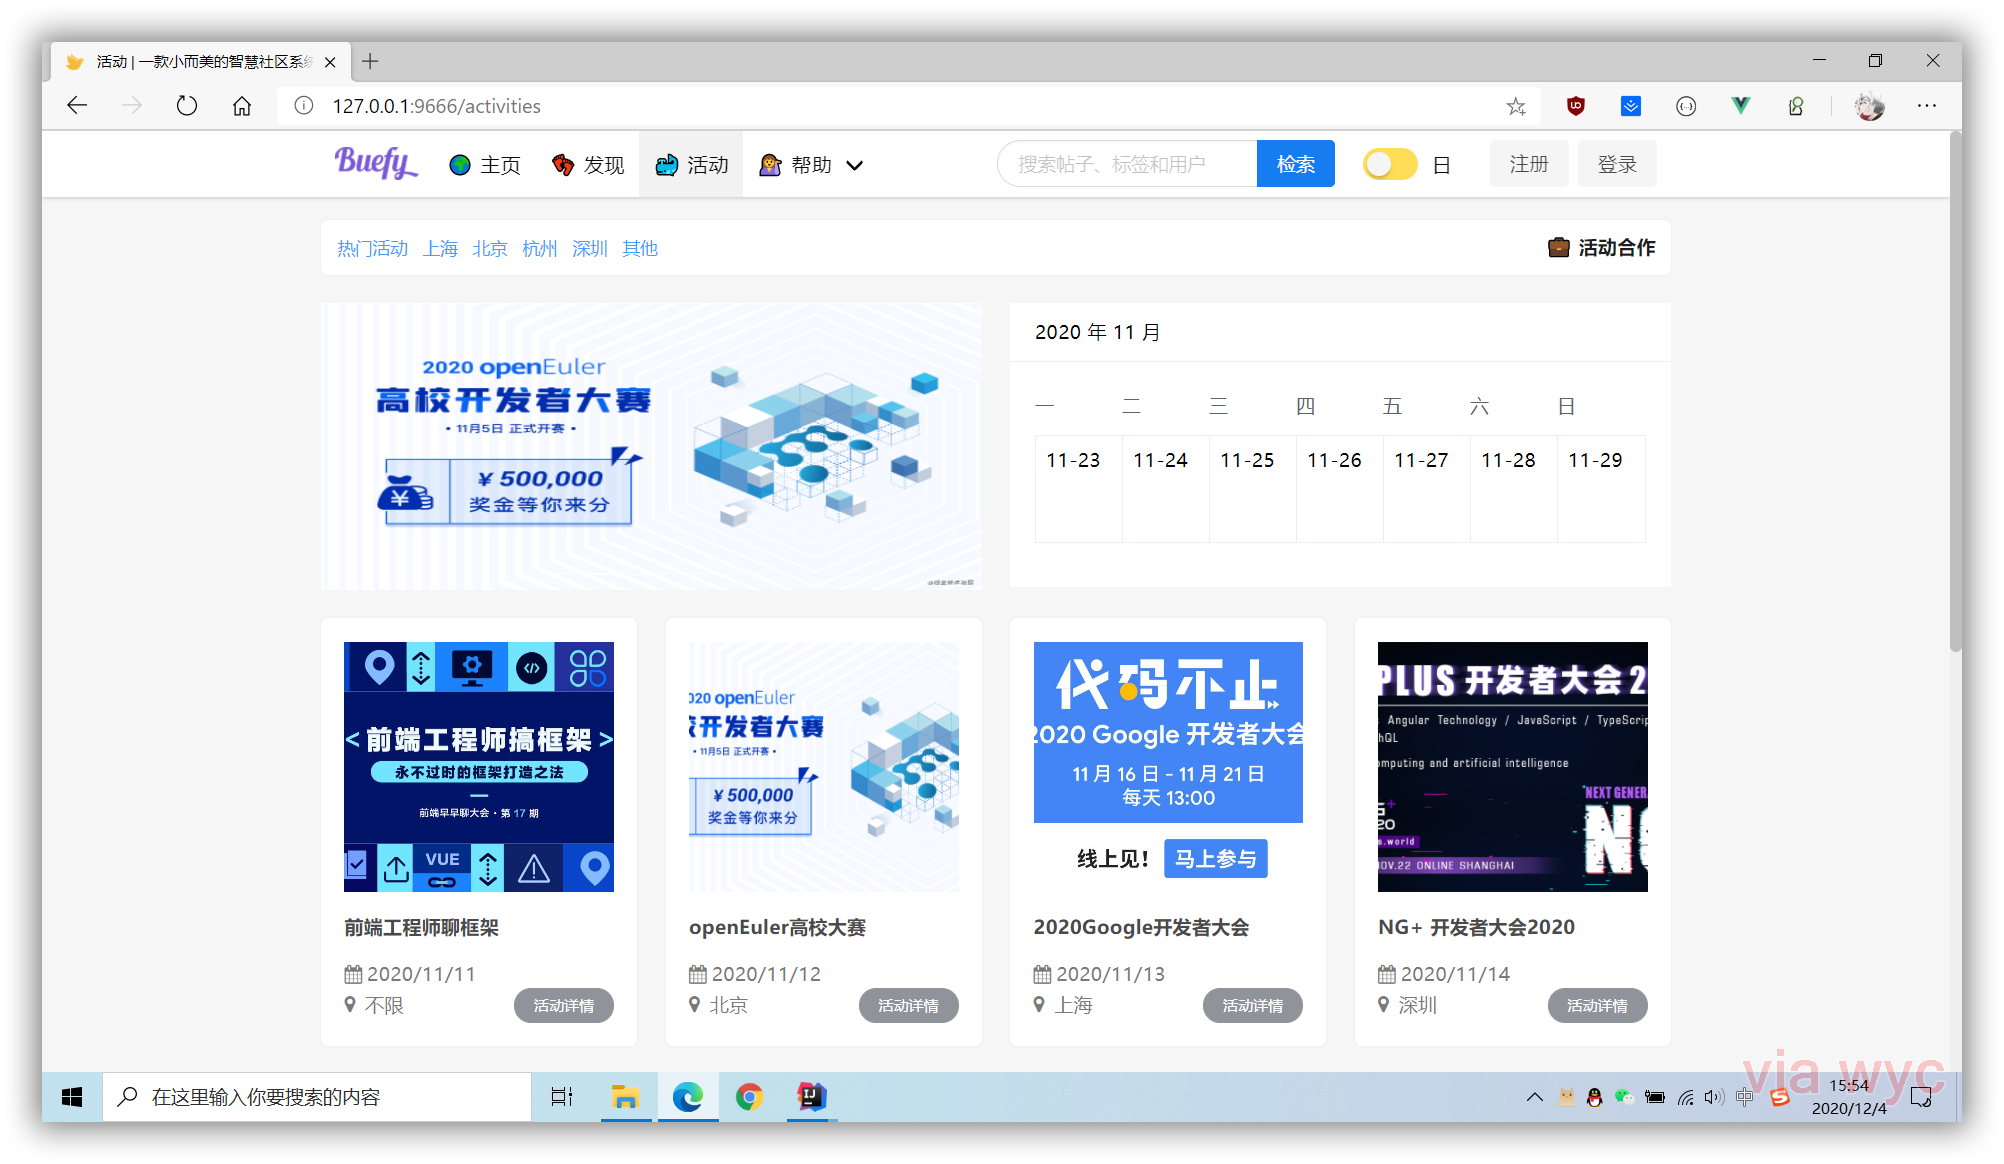 活动 | 一款小而美的智慧社区系统
127.0.0.1:9666/activities
Buefy
主页
发现
活动
帮助
搜索帖子、标签和用户
检索
日
注册
登录
热门活动 上海 北京 杭州 深圳 其他
活动合作
2020 openEuler
高校开发者大赛
• 11月5日 正式开赛 •
¥ 500,000
奖金等你来分
2020 年 11 月
一 二 三 四 五 六 日
11-23 11-24 11-25 11-26 11-27 11-28 11-29
< 前端工程师搞框架 >
永不过时的框架打造之法
前端早早聊大会 · 第 17 期
VUE
前端工程师聊框架
2020/11/11
不限
活动详情
020 openEuler
校开发者大赛
• 11月5日 正式开赛 •
¥ 500,000
奖金等你来分
openEuler高校大赛
2020/11/12
北京
活动详情
代码不止
2020 Google 开发者大会
11 月 16 日 - 11 月 21 日
每天 13:00
线上见!
马上参与
2020Google开发者大会
2020/11/13
上海
活动详情
PLUS 开发者大会 2
Angular Technology / JavaScript / TypeScrip
hQL
omputing and artificial intelligence
NEXT GENER
NG
20
s.world
NOV.22 ONLINE SHANGHAI
NG+ 开发者大会2020
2020/11/14
深圳
活动详情
via wyc
在这里输入你要搜索的内容
中
15:54
2020/12/4